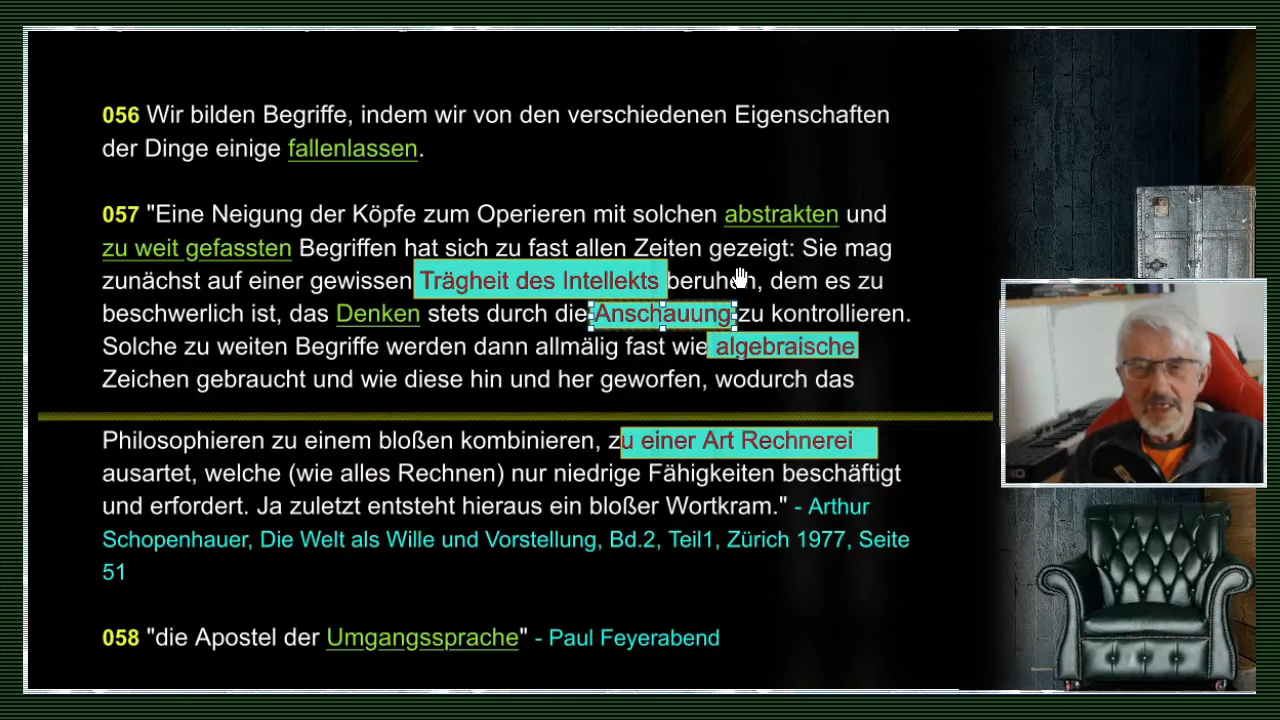 056 Wir bilden Begriffe, indem wir von den verschiedenen Eigenschaften
der Dinge einige fallenlassen.
057 "Eine Neigung der Köpfe zum Operieren mit solchen abstrakten und
zu weit gefassten Begriffen hat sich zu fast allen Zeiten gezeigt: Sie mag
zunächst auf einer gewissen Trägheit des Intellekts beruhen, dem es zu
beschwerlich ist, das Denken stets durch die Anschauung zu kontrollieren.
Solche zu weiten Begriffe werden dann allmälig fast wie algebraische
Zeichen gebraucht und wie diese hin und her geworfen, wodurch das
Philosophieren zu einem bloßen kombinieren, zu einer Art Rechnerei
ausartet, welche (wie alles Rechnen) nur niedrige Fähigkeiten beschäftigt
und erfordert. Ja zuletzt entsteht hieraus ein bloßer Wortkram." - Arthur
Schopenhauer, Die Welt als Wille und Vorstellung, Bd.2, Teil1, Zürich 1977, Seite
51
058 "die Apostel der Umgangssprache" - Paul Feyerabend